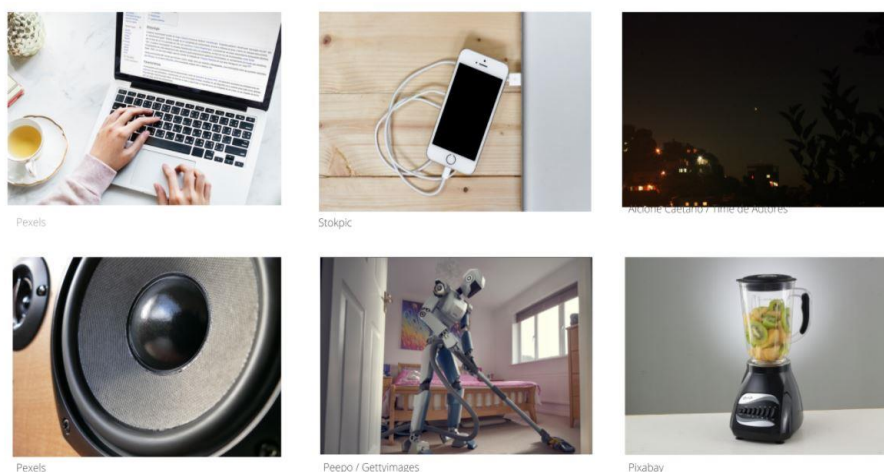 Pexels
Stokpic
Alcione Caetano / Time de Autores
Pexels
Peepo / Gettyimages
Pixabay